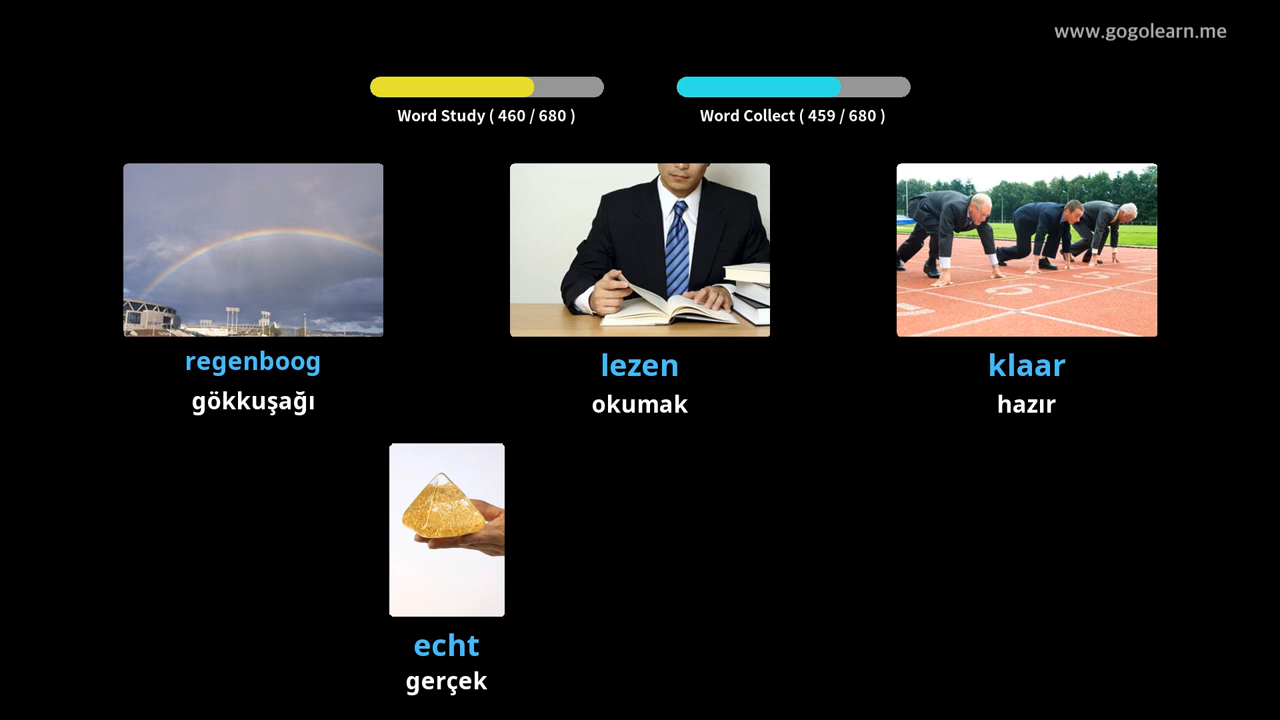 www.gogolearn.me
Word Study ( 460 / 680 )
Word Collect ( 459 / 680 )
regenboog
gökkuşağı
lezen
okumak
klaar
hazır
echt
gerçek